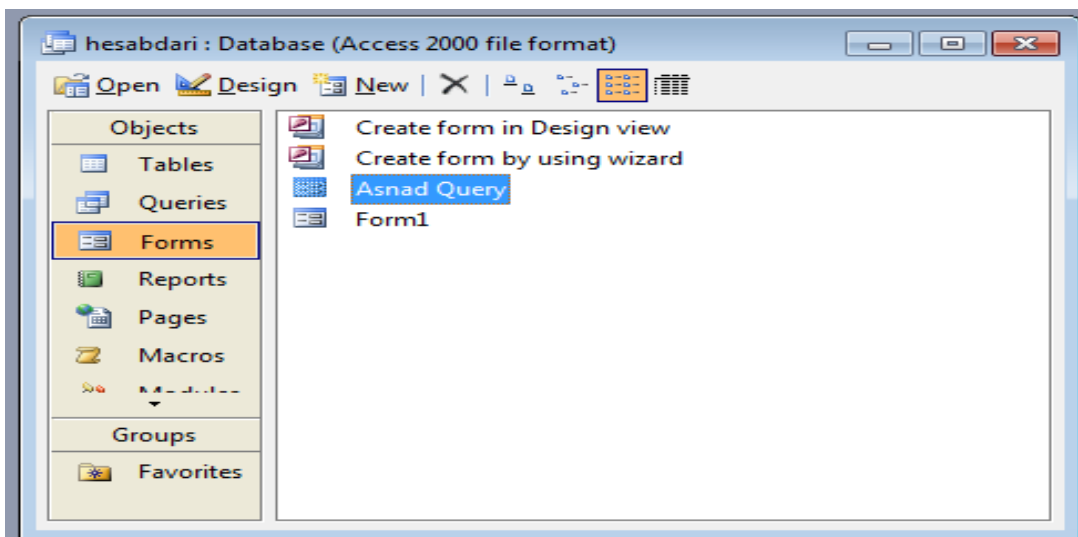 hesabdari : Database (Access 2000 file format)
Open Design New
Objects
Tables
Queries
Forms
Reports
Pages
Macros
Groups
Favorites
Create form in Design view
Create form by using wizard
Asnad Query
Form1